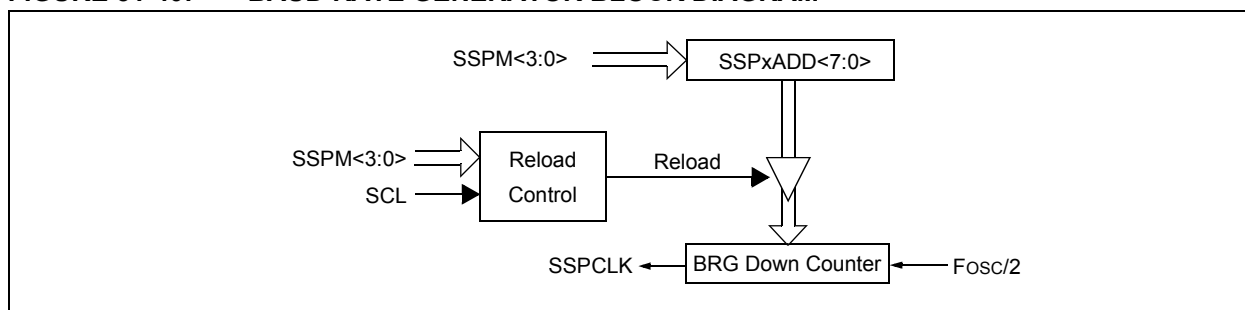 SSPM<3:0>
SSPxADD<7:0>
SSPM<3:0>
SCL
Reload
Control
Reload
SSPCLK
BRG Down Counter
Fosc/2